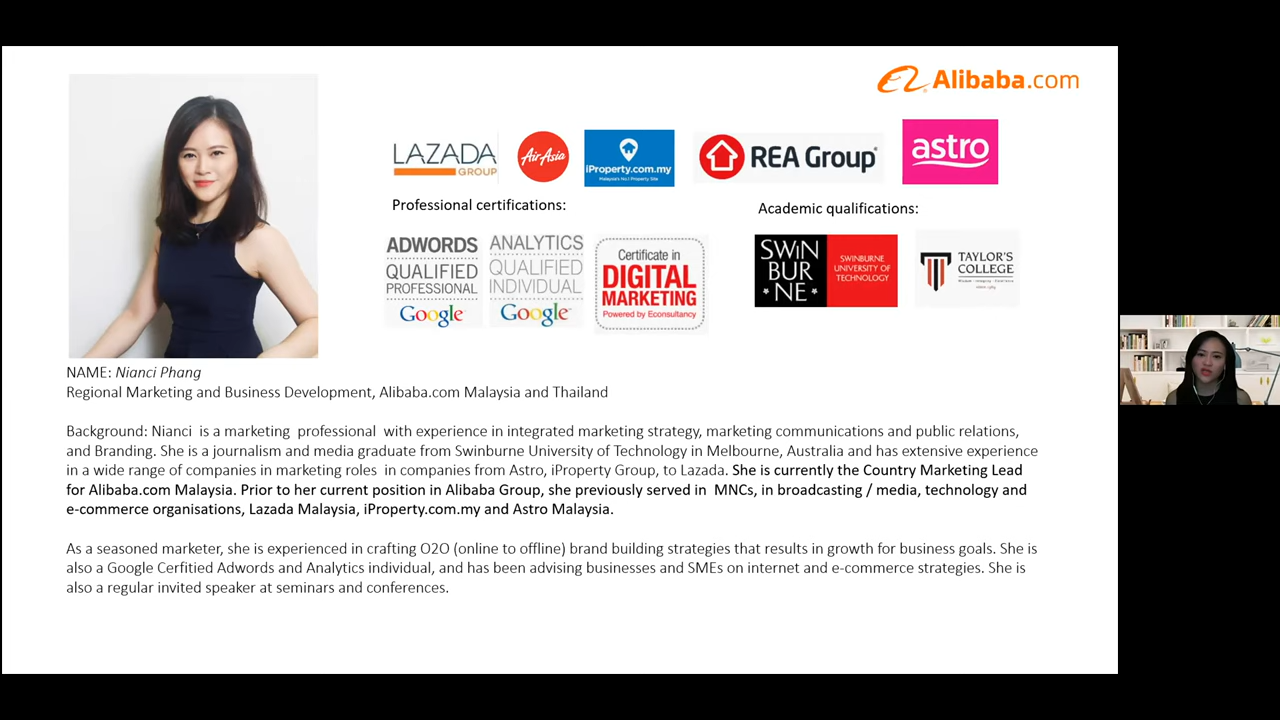 Alibaba.com
LAZADA
GROUP
AirAsia
iProperty.com.my
Malaysia's No.1 Property Site
REA Group
astro
Professional certifications:
Academic qualifications:
ADWORDS
QUALIFIED
PROFESSIONAL
Google
ANALYTICS
QUALIFIED
INDIVIDUAL
Google
Certificate in
DIGITAL
MARKETING
Powered by Econsultancy
SWIN
BUR
NE
SWINBURNE
UNIVERSITY OF
TECHNOLOGY
TAYLOR'S
COLLEGE
NAME: Nianci Phang
Regional Marketing and Business Development, Alibaba.com Malaysia and Thailand
Background: Nianci is a marketing professional with experience in integrated marketing strategy, marketing communications and public relations,
and Branding. She is a journalism and media graduate from Swinburne University of Technology in Melbourne, Australia and has extensive experience
in a wide range of companies in marketing roles in companies from Astro, iProperty Group, to Lazada. She is currently the Country Marketing Lead
for Alibaba.com Malaysia. Prior to her current position in Alibaba Group, she previously served in MNCs, in broadcasting / media, technology and
e-commerce organisations, Lazada Malaysia, iProperty.com.my and Astro Malaysia.
As a seasoned marketer, she is experienced in crafting O2O (online to offline) brand building strategies that results in growth for business goals. She is
also a Google Cerfitied Adwords and Analytics individual, and has been advising businesses and SMEs on internet and e-commerce strategies. She is
also a regular invited speaker at seminars and conferences.